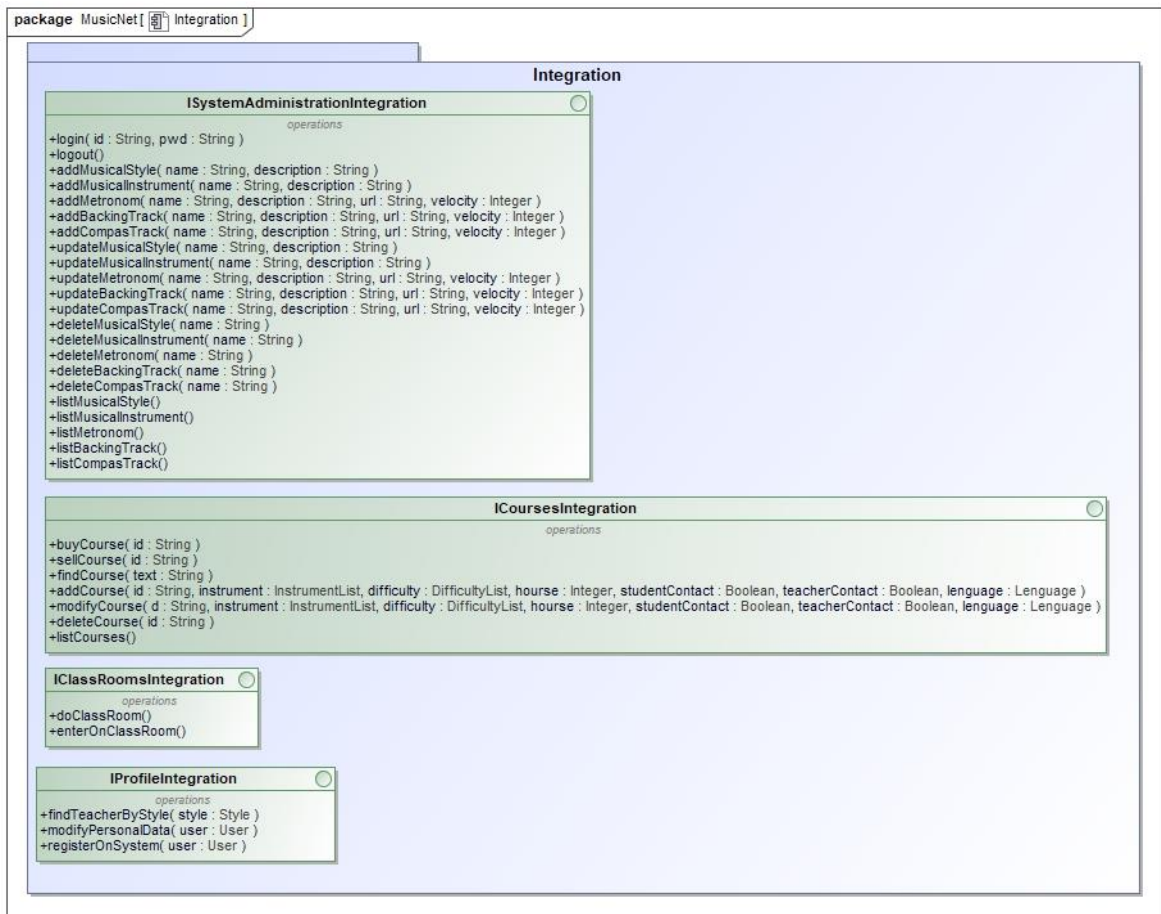 package MusicNet [ Integration ]
Integration
ISystemAdministrationIntegration
operations
+login( id : String, pwd : String )
+logout()
+addMusicalStyle( name : String, description : String )
+addMusicalInstrument( name : String, description : String )
+addMetronom( name : String, description : String, url : String, velocity : Integer )
+addBackingTrack( name : String, description : String, url : String, velocity : Integer )
+addCompasTrack( name : String, description : String, url : String, velocity : Integer )
+updateMusicalStyle( name : String, description : String )
+updateMusicalInstrument( name : String, description : String )
+updateMetronom( name : String, description : String, url : String, velocity : Integer )
+updateBackingTrack( name : String, description : String, url : String, velocity : Integer )
+updateCompasTrack( name : String, description : String, url : String, velocity : Integer )
+deleteMusicalStyle( name : String )
+deleteMusicalInstrument( name : String )
+deleteMetronom( name : String )
+deleteBackingTrack( name : String )
+deleteCompasTrack( name : String )
+listMusicalStyle()
+listMusicalInstrument()
+listMetronom()
+listBackingTrack()
+listCompasTrack()
ICoursesIntegration
operations
+buyCourse( id : String )
+sellCourse( id : String )
+findCourse( text : String )
+addCourse( id : String, instrument : InstrumentList, difficulty : DifficultyList, hourse : Integer, studentContact : Boolean, teacherContact : Boolean, lenguage : Lenguage )
+modifyCourse( d : String, instrument : InstrumentList, difficulty : DifficultyList, hourse : Integer, studentContact : Boolean, teacherContact : Boolean, lenguage : Lenguage )
+deleteCourse( id : String )
+listCourses()
IClassRoomsIntegration
operations
+doClassRoom()
+enterOnClassRoom()
IProfileIntegration
operations
+findTeacherByStyle( style : Style )
+modifyPersonalData( user : User )
+registerOnSystem( user : User )